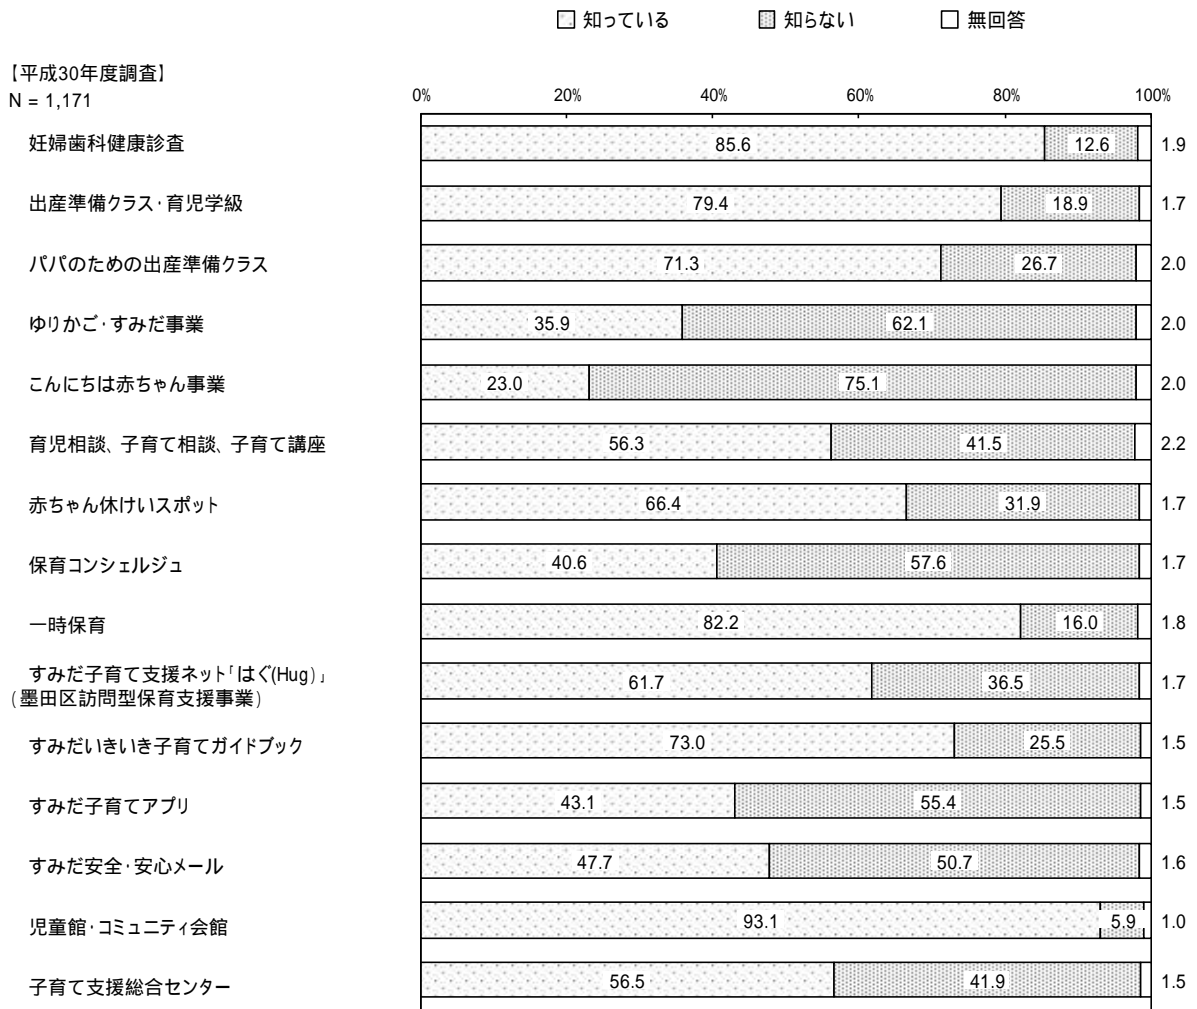 知っている 知らない 無回答
【平成30年度調査】
N = 1,171
0% 20% 40% 60% 80% 100%
妊婦歯科健康診査 85.6 12.6 1.9
出産準備クラス・育児学級 79.4 18.9 1.7
パパのための出産準備クラス 71.3 26.7 2.0
ゆりかご・すみだ事業 35.9 62.1 2.0
こんにちは赤ちゃん事業 23.0 75.1 2.0
育児相談、子育て相談、子育て講座 56.3 41.5 2.2
赤ちゃん休けいスポット 66.4 31.9 1.7
保育コンシェルジュ 40.6 57.6 1.7
一時保育 82.2 16.0 1.8
すみだ子育て支援ネット「はぐ(Hug)」
(墨田区訪問型保育支援事業) 61.7 36.5 1.7
すみだいきいき子育てガイドブック 73.0 25.5 1.5
すみだ子育てアプリ 43.1 55.4 1.5
すみだ安全・安心メール 47.7 50.7 1.6
児童館・コミュニティ会館 93.1 5.9 1.0
子育て支援総合センター 56.5 41.9 1.5